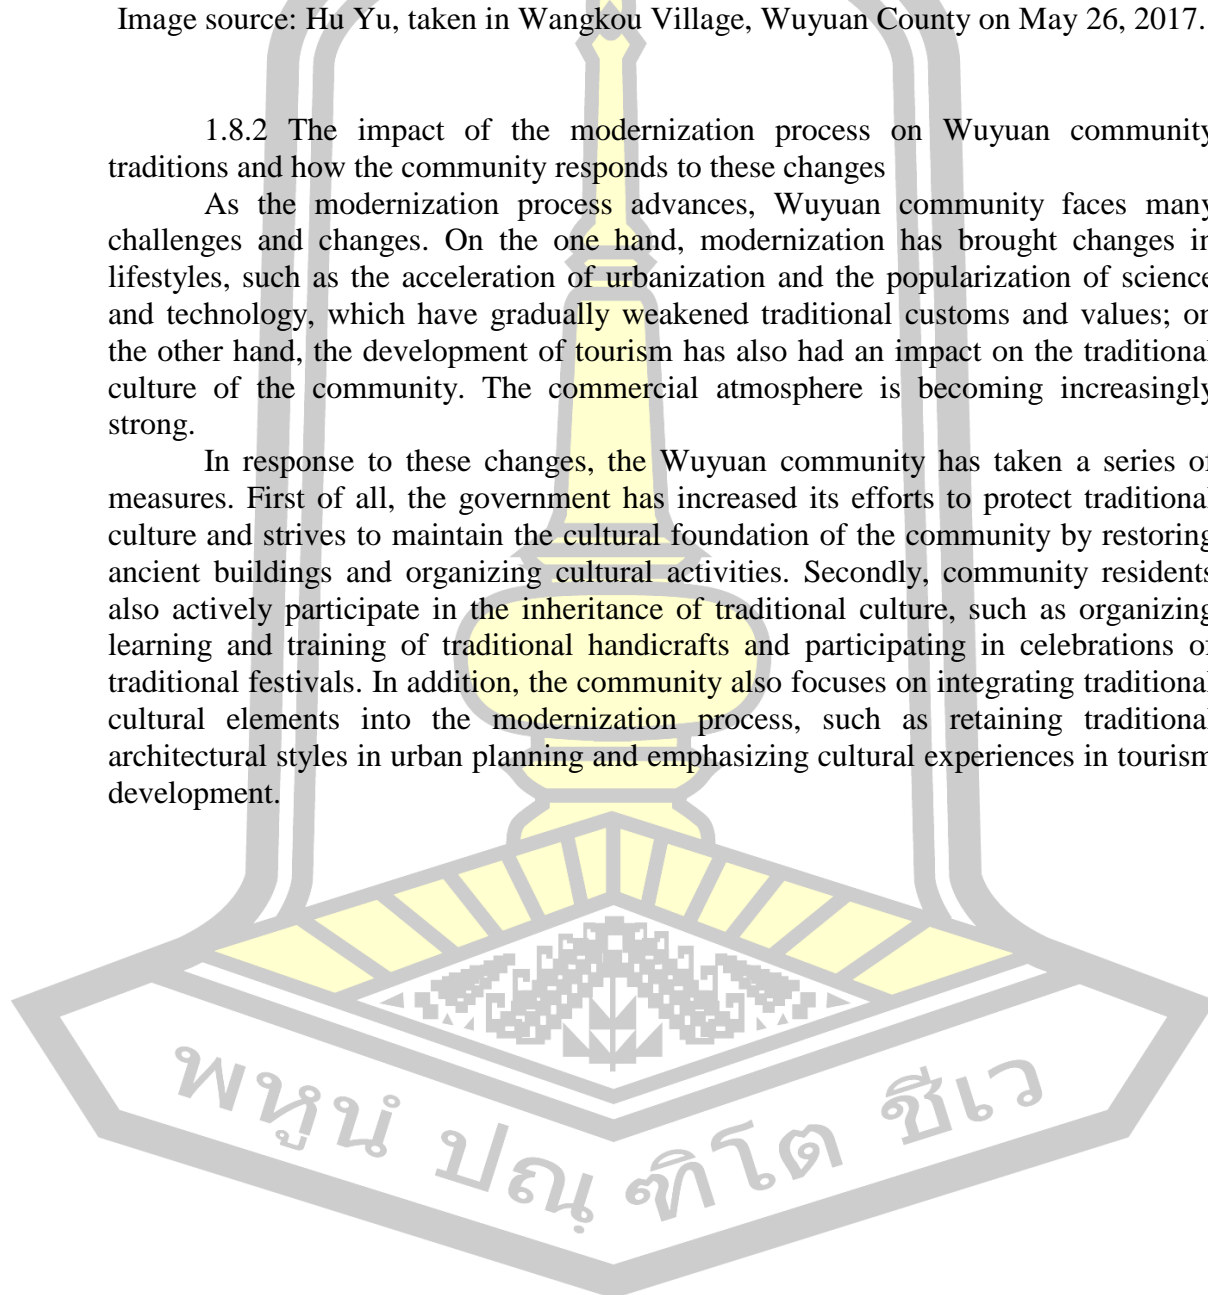 Image source: Hu Yu, taken in Wangkou Village, Wuyuan County on May 26, 2017.
1.8.2 The impact of the modernization process on Wuyuan community
traditions and how the community responds to these changes
As the modernization process advances, Wuyuan community faces many
challenges and changes. On the one hand, modernization has brought changes in
lifestyles, such as the acceleration of urbanization and the popularization of science
and technology, which have gradually weakened traditional customs and values; on
the other hand, the development of tourism has also had an impact on the traditional
culture of the community. The commercial atmosphere is becoming increasingly
strong.
In response to these changes, the Wuyuan community has taken a series of
measures. First of all, the government has increased its efforts to protect traditional
culture and strives to maintain the cultural foundation of the community by restoring
ancient buildings and organizing cultural activities. Secondly, community residents
also actively participate in the inheritance of traditional culture, such as organizing
learning and training of traditional handicrafts and participating in celebrations of
traditional festivals. In addition, the community also focuses on integrating traditional
cultural elements into the modernization process, such as retaining traditional
architectural styles in urban planning and emphasizing cultural experiences in tourism
development.
พหูนํ ปณฺฑิโต ชีเว